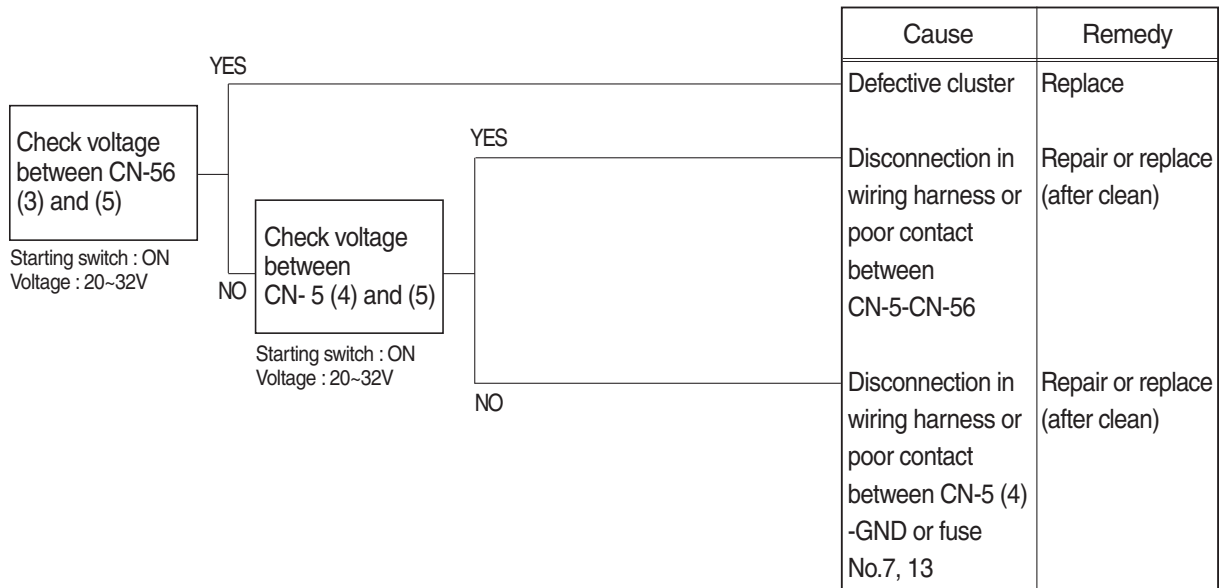 Cause
Remedy
YES
Defective cluster
Replace
Check voltage
between CN-56
(3) and (5)
Starting switch : ON
Voltage : 20~32V
YES
Disconnection in
wiring harness or
poor contact
between
CN-5-CN-56
Repair or replace
(after clean)
NO
Check voltage
between
CN- 5 (4) and (5)
Starting switch : ON
Voltage : 20~32V
NO
Disconnection in
wiring harness or
poor contact
between CN-5 (4)
-GND or fuse
No.7, 13
Repair or replace
(after clean)